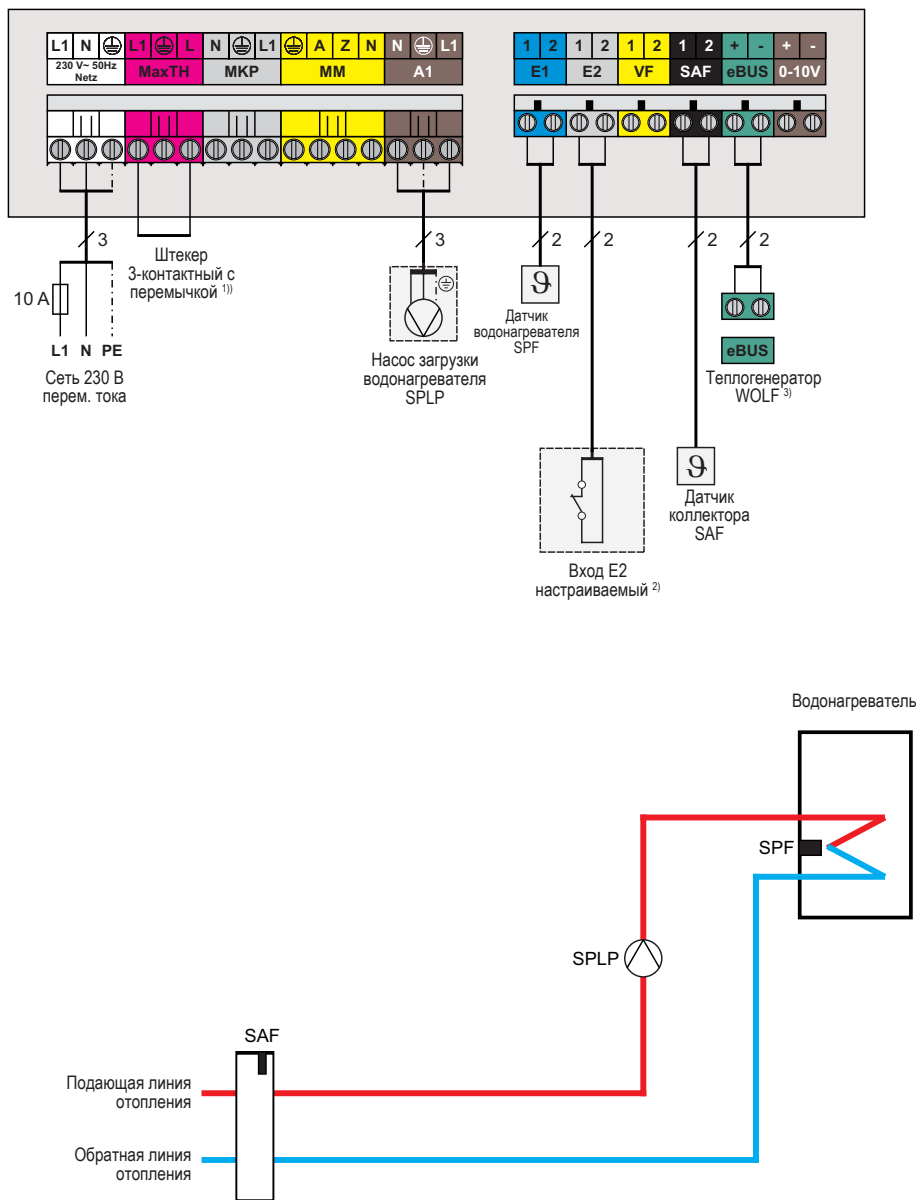 L1 N L1 L N L1 A Z N N L1
1 2 1 2 1 2 1 2 + - + -
230 V~ 50Hz
Netz
MaxTH MKP MM A1
E1 E2 VF SAF eBUS 0-10V
3
3
2
2
2
2
Штекер
3-контактный с
перемычкой 1))
10 A
L1 N PE
Сеть 230 В
перем. тока
Насос загрузки
водонагревателя
SPLP
ϑ
Датчик
водонагревателя
SPF
eBUS
Теплогенератор
WOLF 3)
ϑ
Датчик
коллектора
SAF
Вход E2
настраиваемый 2)
Водонагреватель
SPF
SPLP
SAF
Подающая линия
отопления
Обратная линия
отопления